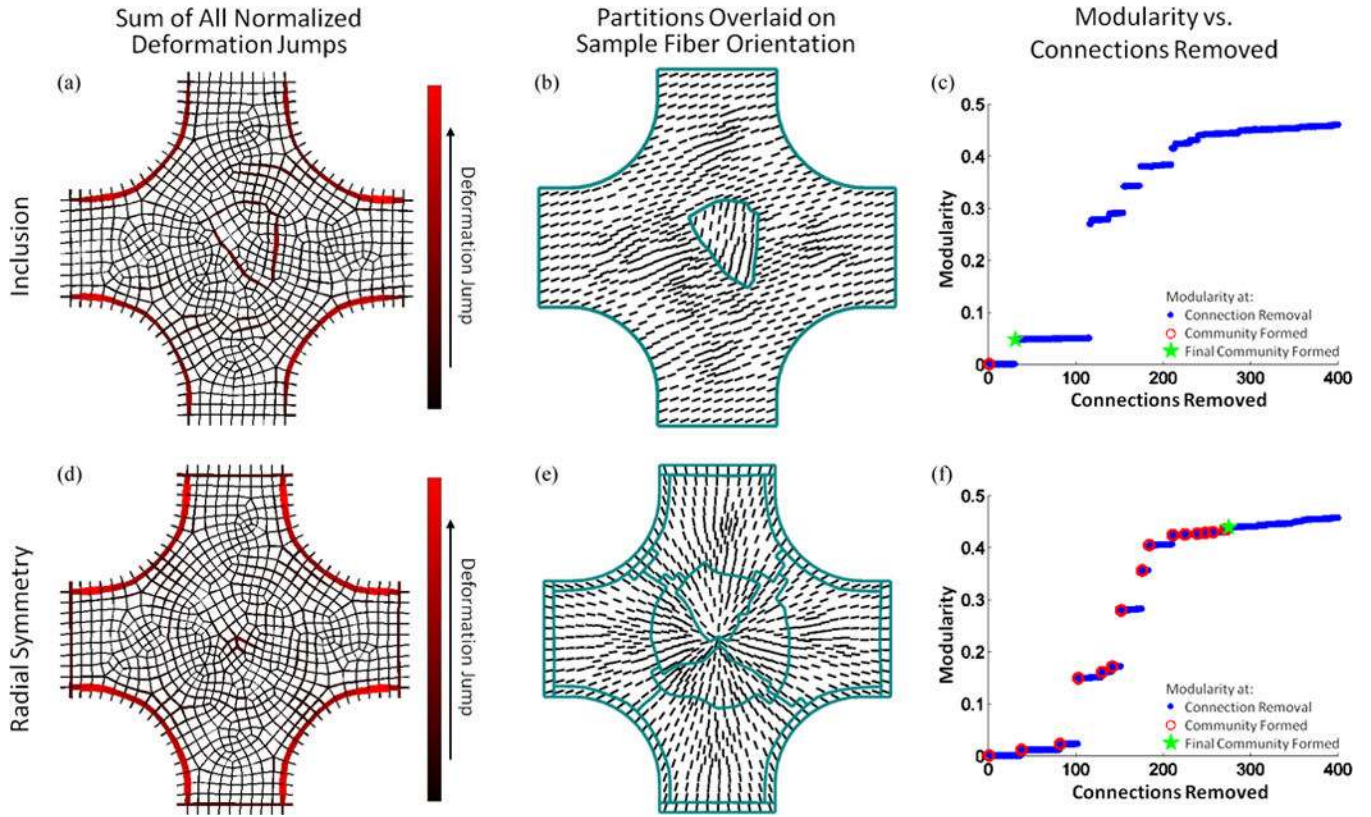 Sum of All Normalized
Deformation Jumps
Partitions Overlaid on
Sample Fiber Orientation
Modularity vs.
Connections Removed
Inclusion
(a)
Deformation Jump
(b)
(c)
Modularity
0.5
0.4
0.3
0.2
0.1
0
Modularity at:
Connection Removal
Community Formed
Final Community Formed
0 100 200 300 400
Connections Removed
Radial Symmetry
(d)
Deformation Jump
(e)
(f)
Modularity
0.5
0.4
0.3
0.2
0.1
0
Modularity at:
Connection Removal
Community Formed
Final Community Formed
0 100 200 300 400
Connections Removed